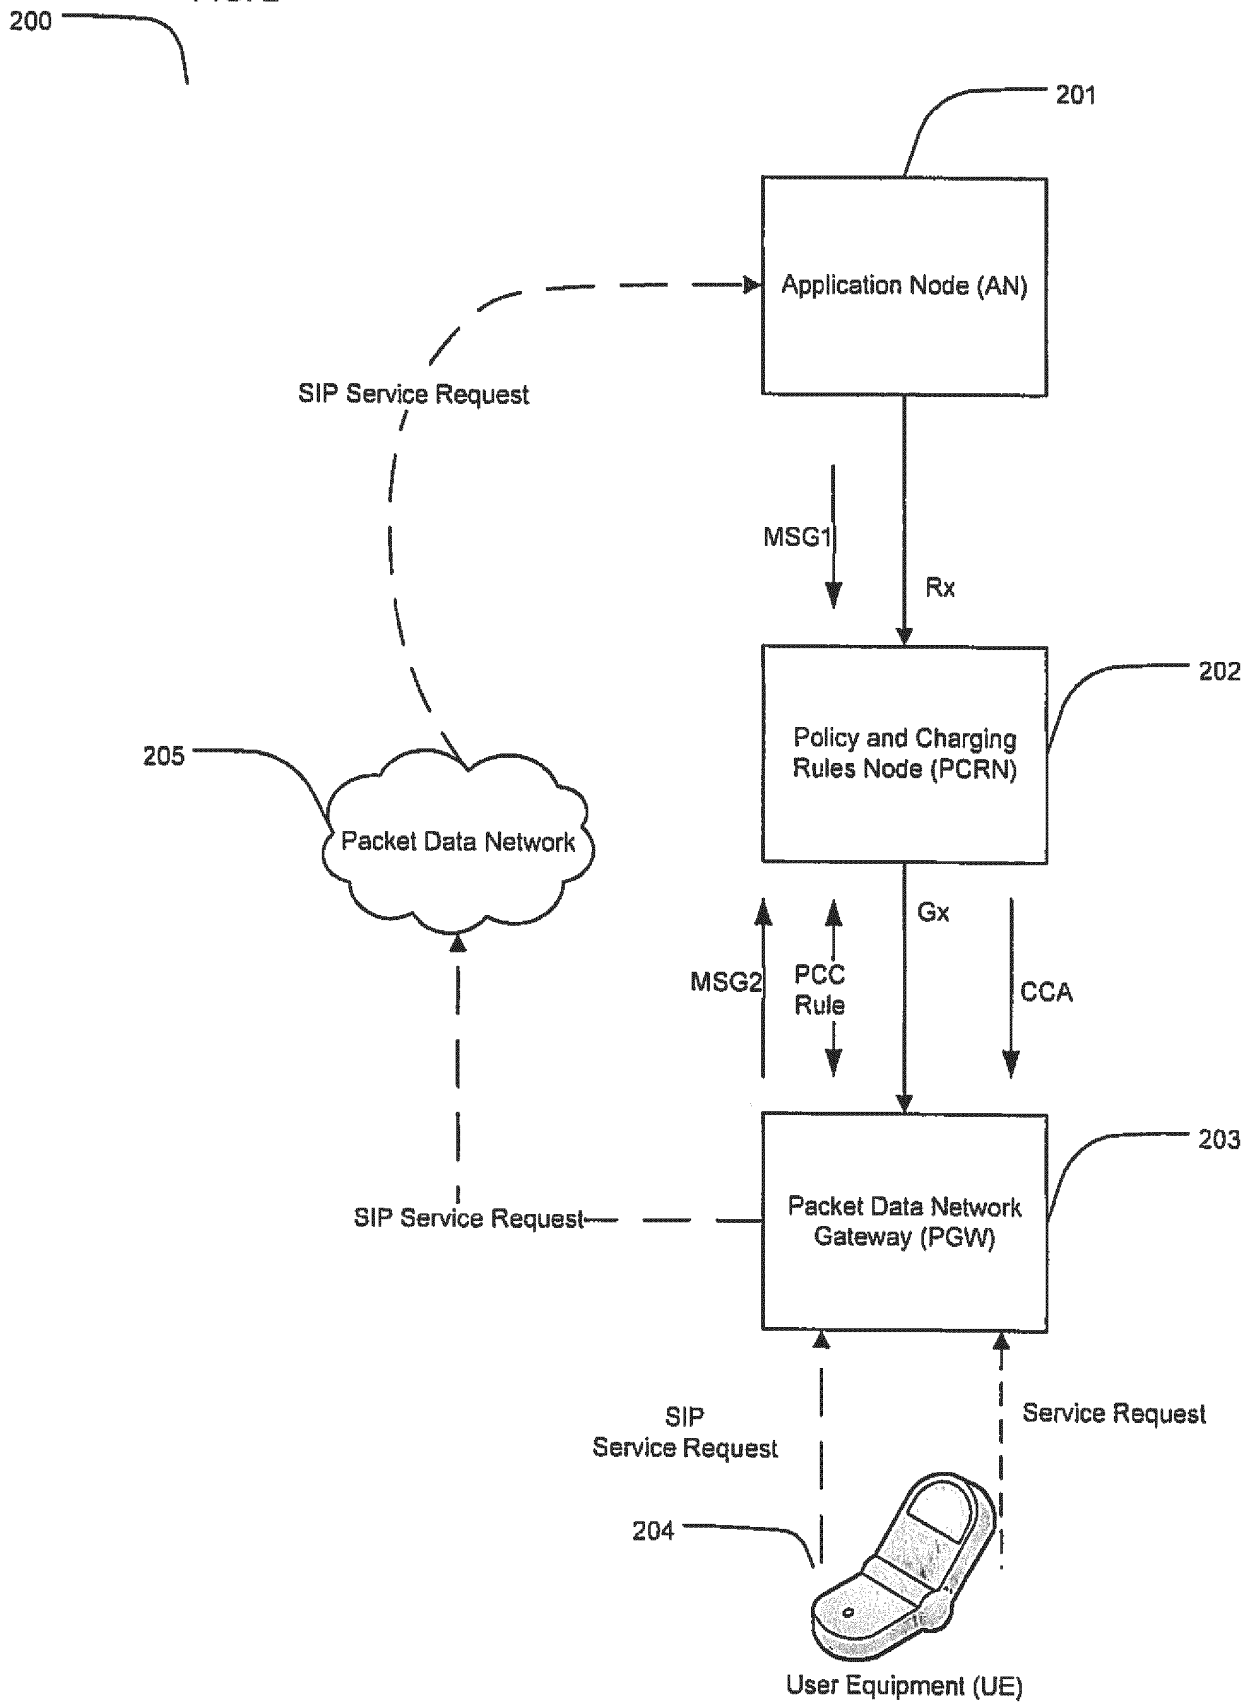 200
201
Application Node (AN)
SIP Service Request
MSG1
Rx
202
Policy and Charging
Rules Node (PCRN)
205
Packet Data Network
Gx
MSG2
PCC
Rule
CCA
203
Packet Data Network
Gateway (PGW)
SIP Service Request
SIP
Service Request
Service Request
204
User Equipment (UE)